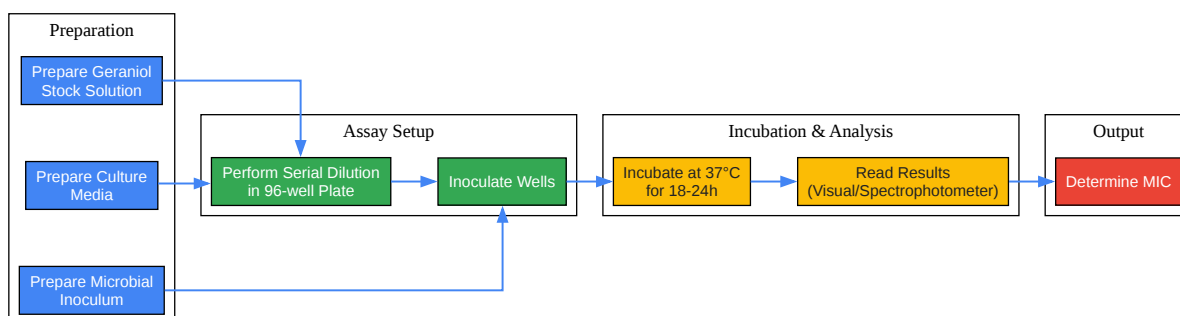 Preparation
Prepare Geraniol
Stock Solution
Prepare Culture
Media
Prepare Microbial
Inoculum
Assay Setup
Perform Serial Dilution
in 96-well Plate
Inoculate Wells
Incubation & Analysis
Incubate at 37°C
for 18-24h
Read Results
(Visual/Spectrophotometer)
Output
Determine MIC